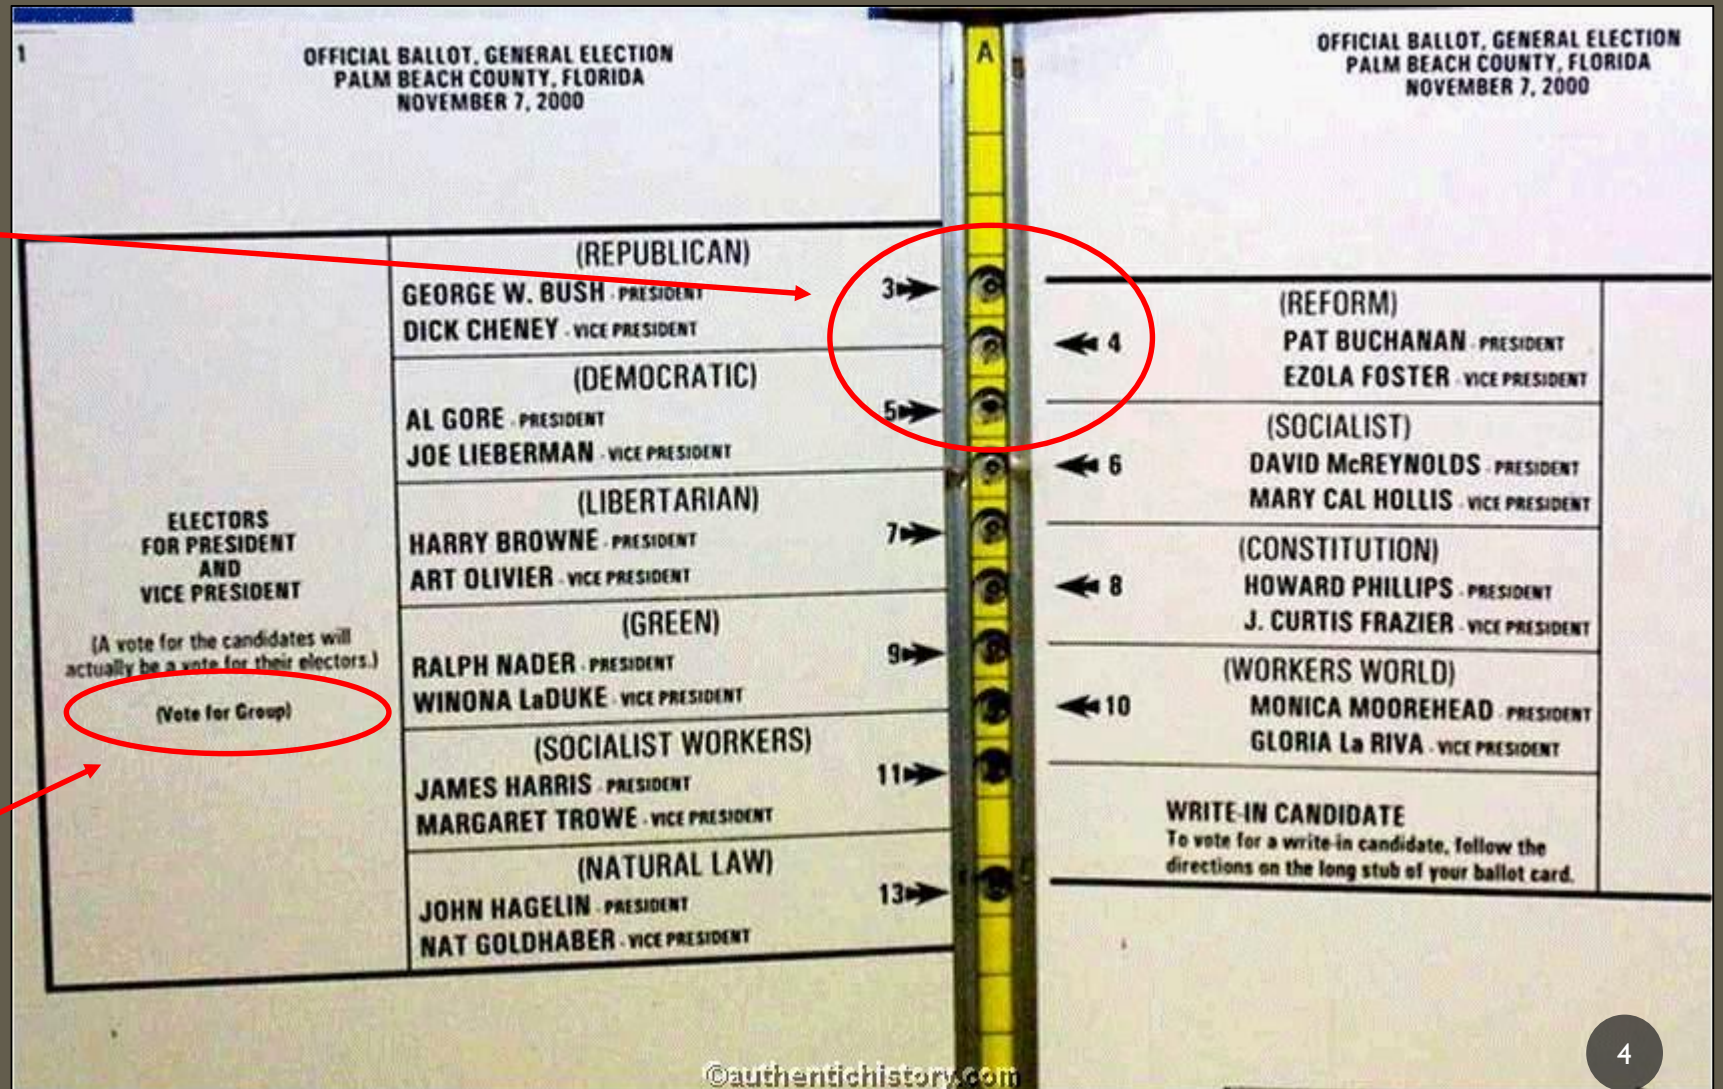 1
OFFICIAL BALLOT, GENERAL ELECTION
PALM BEACH COUNTY, FLORIDA
NOVEMBER 7, 2000
ELECTORS
FOR PRESIDENT
AND
VICE PRESIDENT
(A vote for the candidates will
actually be a vote for their electors.)
(Vote for Group)
(REPUBLICAN)
GEORGE W. BUSH - PRESIDENT
DICK CHENEY - VICE PRESIDENT
3
(DEMOCRATIC)
AL GORE - PRESIDENT
JOE LIEBERMAN - VICE PRESIDENT
5
(LIBERTARIAN)
HARRY BROWNE - PRESIDENT
ART OLIVIER - VICE PRESIDENT
7
(GREEN)
RALPH NADER - PRESIDENT
WINONA LaDUKE - VICE PRESIDENT
9
(SOCIALIST WORKERS)
JAMES HARRIS - PRESIDENT
MARGARET TROWE - VICE PRESIDENT
11
(NATURAL LAW)
JOHN HAGELIN - PRESIDENT
NAT GOLDHABER - VICE PRESIDENT
13
A
OFFICIAL BALLOT, GENERAL ELECTION
PALM BEACH COUNTY, FLORIDA
NOVEMBER 7, 2000
(REFORM)
4 PAT BUCHANAN - PRESIDENT
EZOLA FOSTER - VICE PRESIDENT
(SOCIALIST)
6 DAVID McREYNOLDS - PRESIDENT
MARY CAL HOLLIS - VICE PRESIDENT
(CONSTITUTION)
8 HOWARD PHILLIPS - PRESIDENT
J. CURTIS FRAZIER - VICE PRESIDENT
(WORKERS WORLD)
10 MONICA MOOREHEAD - PRESIDENT
GLORIA La RIVA - VICE PRESIDENT
WRITE-IN CANDIDATE
To vote for a write-in candidate, follow the
directions on the long stub of your ballot card.
©authentichistory.com
4